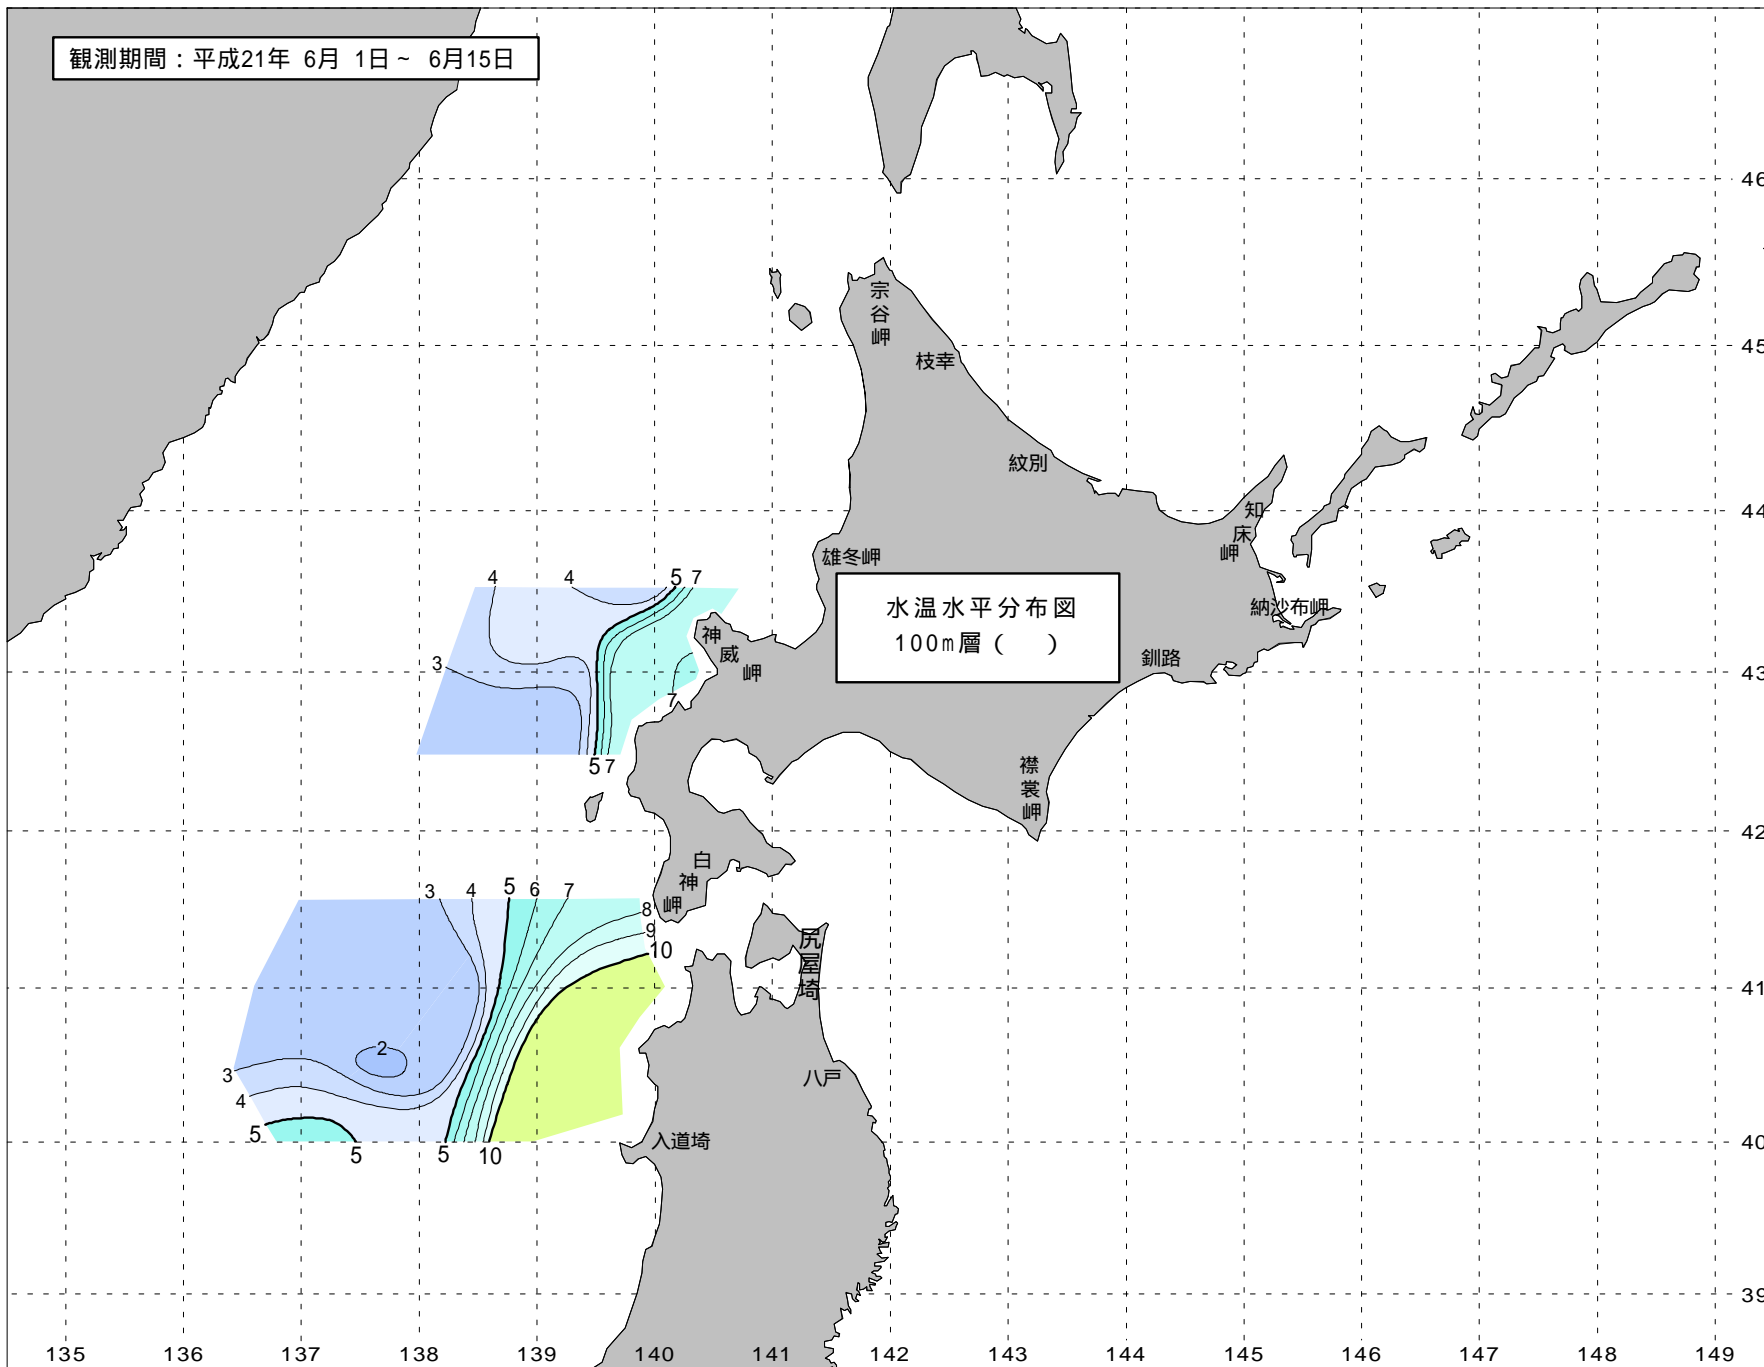 観測期間：平成21年 6月 1日～ 6月15日
46
宗谷岬
45
枝幸
紋別
44
知床岬
雄冬岬
4 4 5 7
水温水平分布図
100m層（ ）
納沙布岬
神威岬
釧路
3
43
7
5 7
襟裳岬
42
白神岬
3 4 5 6 7
8
9
10
尻屋埼
41
2
3
八戸
4
5
5 5 10
入道埼
40
39
135 136 137 138 139 140 141 142 143 144 145 146 147 148 149